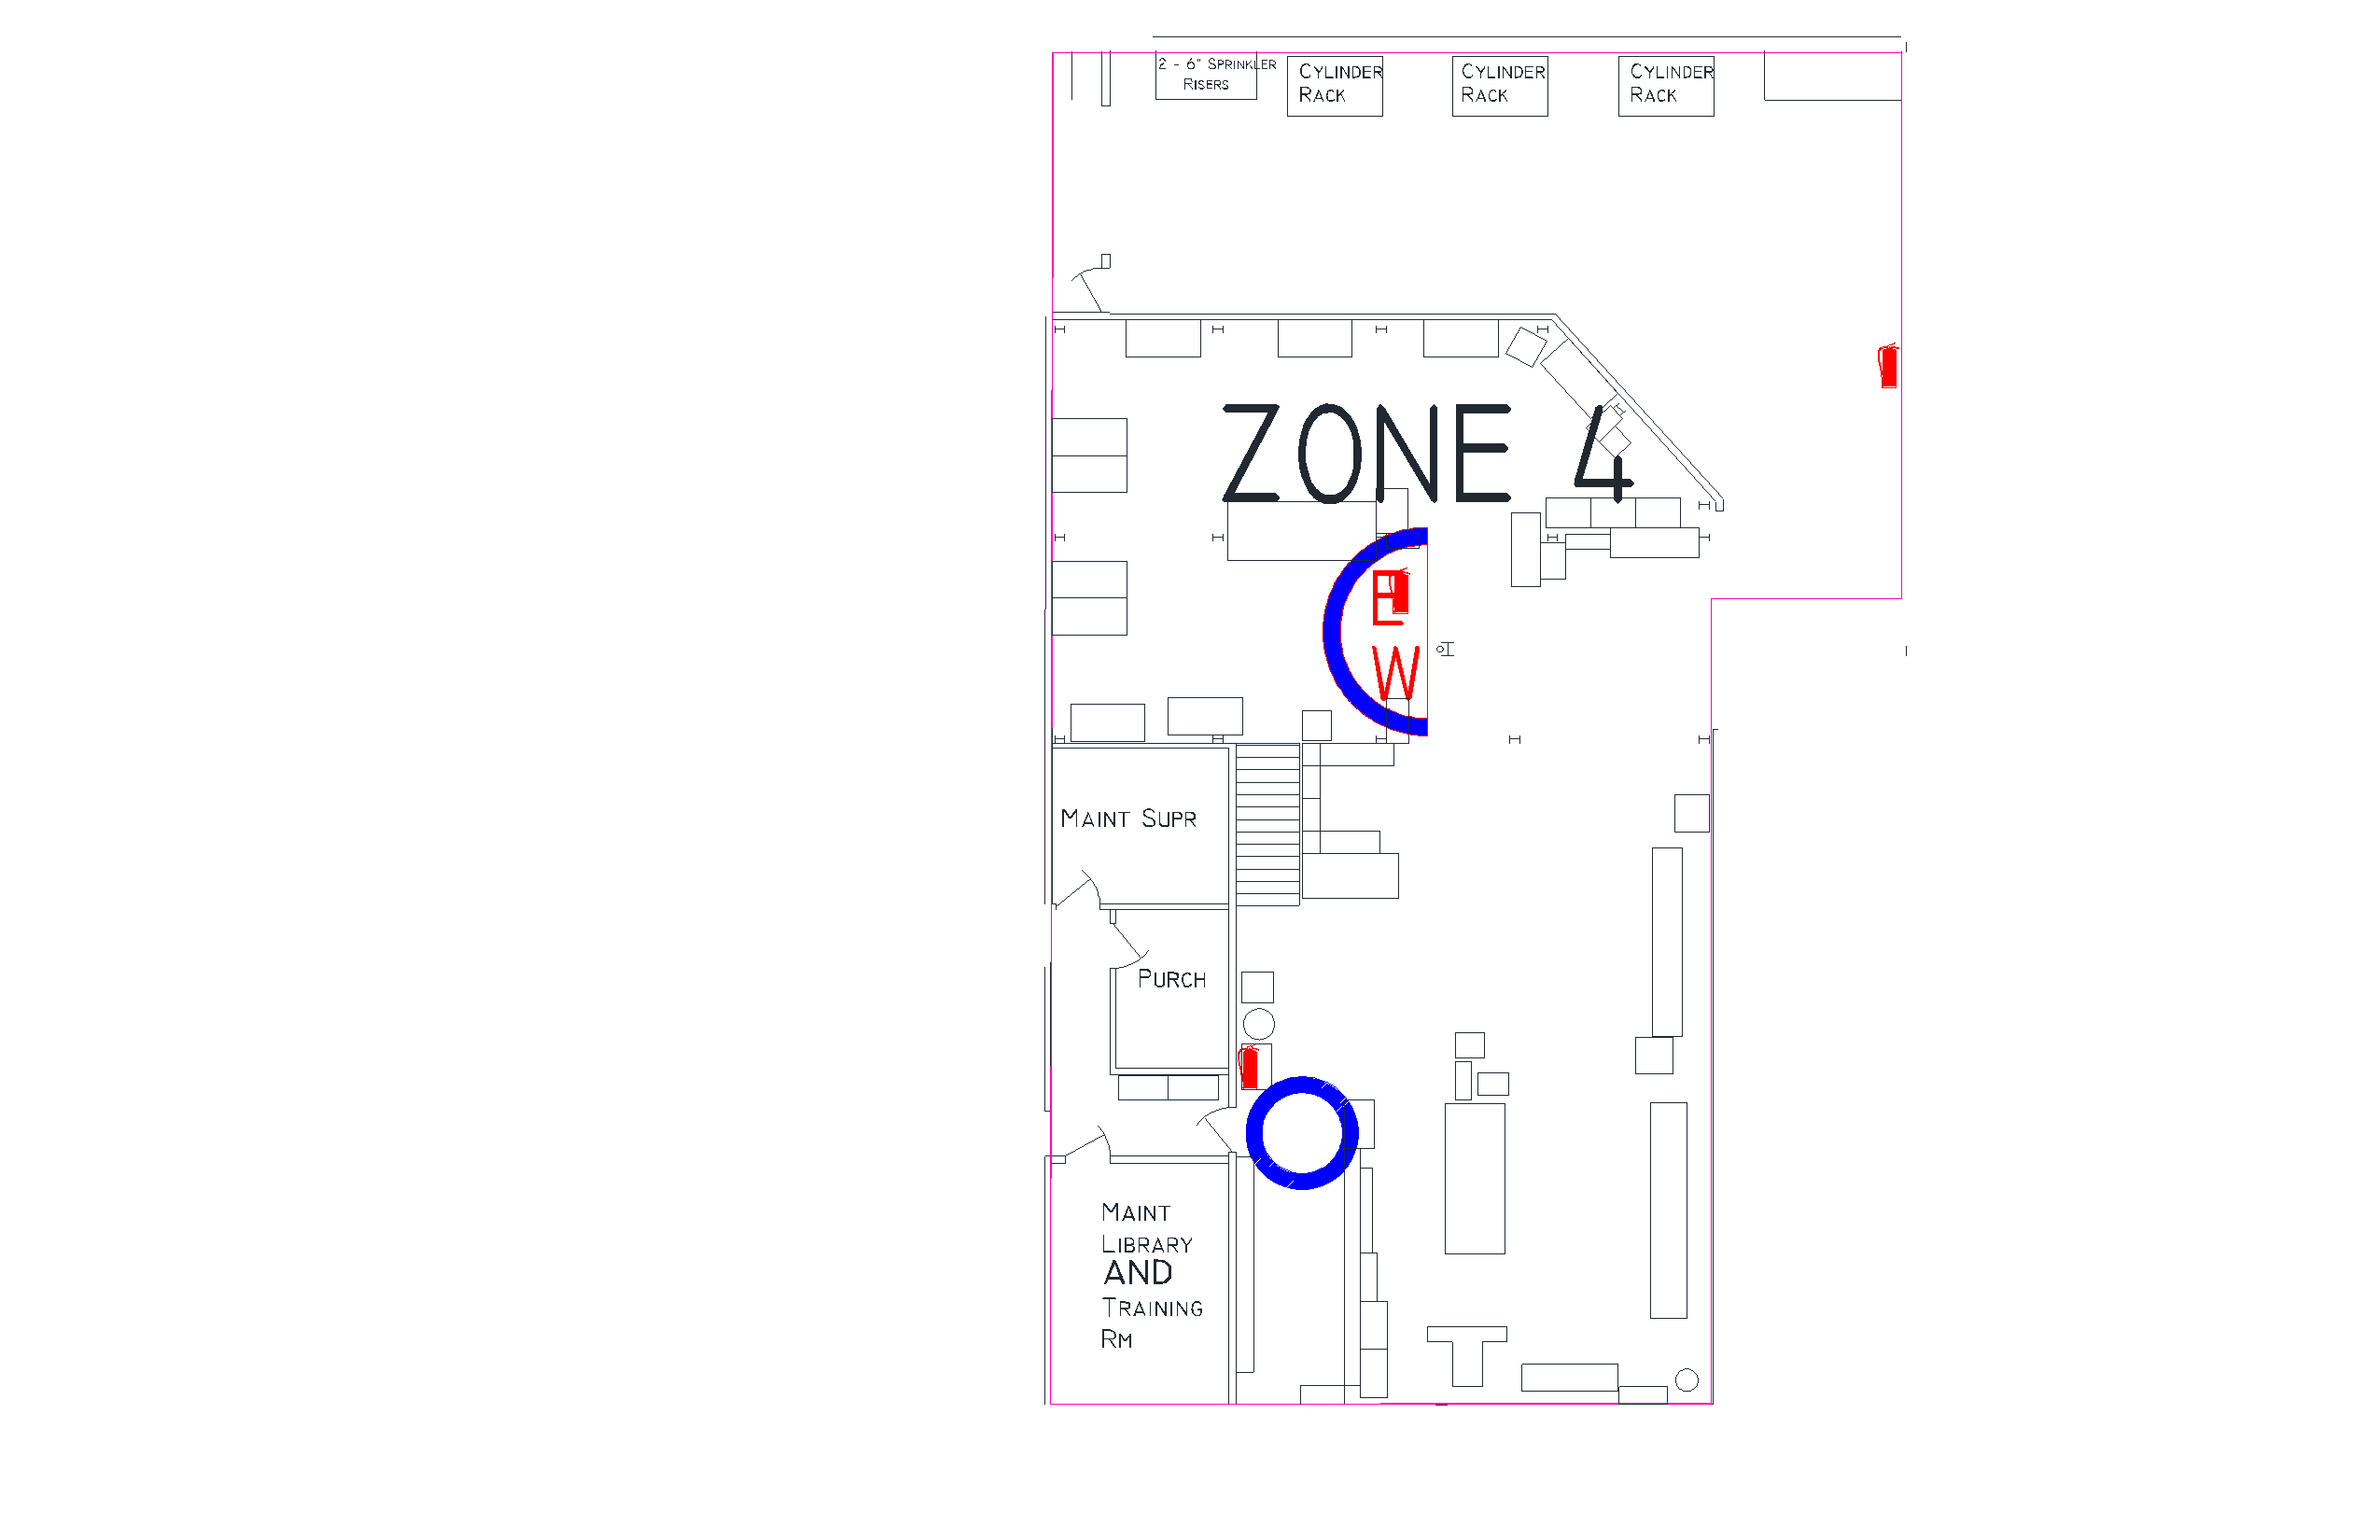 2 - 6" SPRINKLER
RISERS
CYLINDER
RACK
CYLINDER
RACK
CYLINDER
RACK
ZONE 4
E
W
MAINT SUPR
PURCH
MAINT
LIBRARY
AND
TRAINING
RM